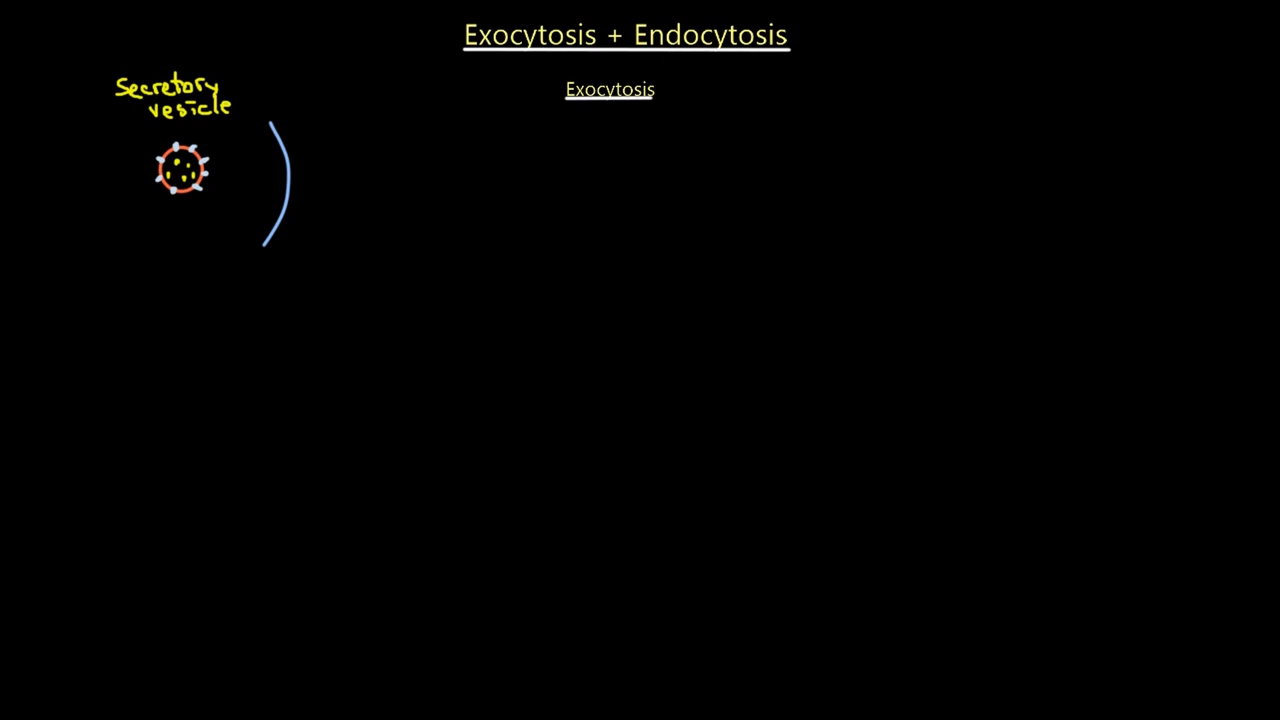 Exocytosis + Endocytosis
Exocytosis
Secretory
vesicle